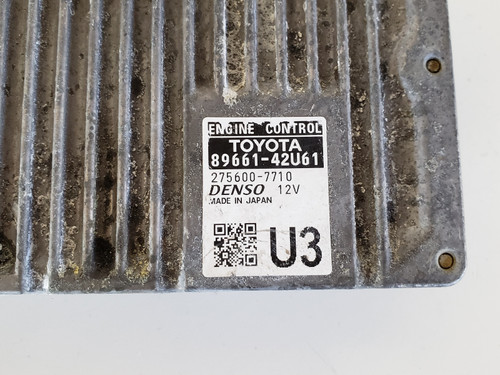 ENGINE CONTROL
TOYOTA
89661-42U61
275600-7710
DENSO 12V
MADE IN JAPAN
U3